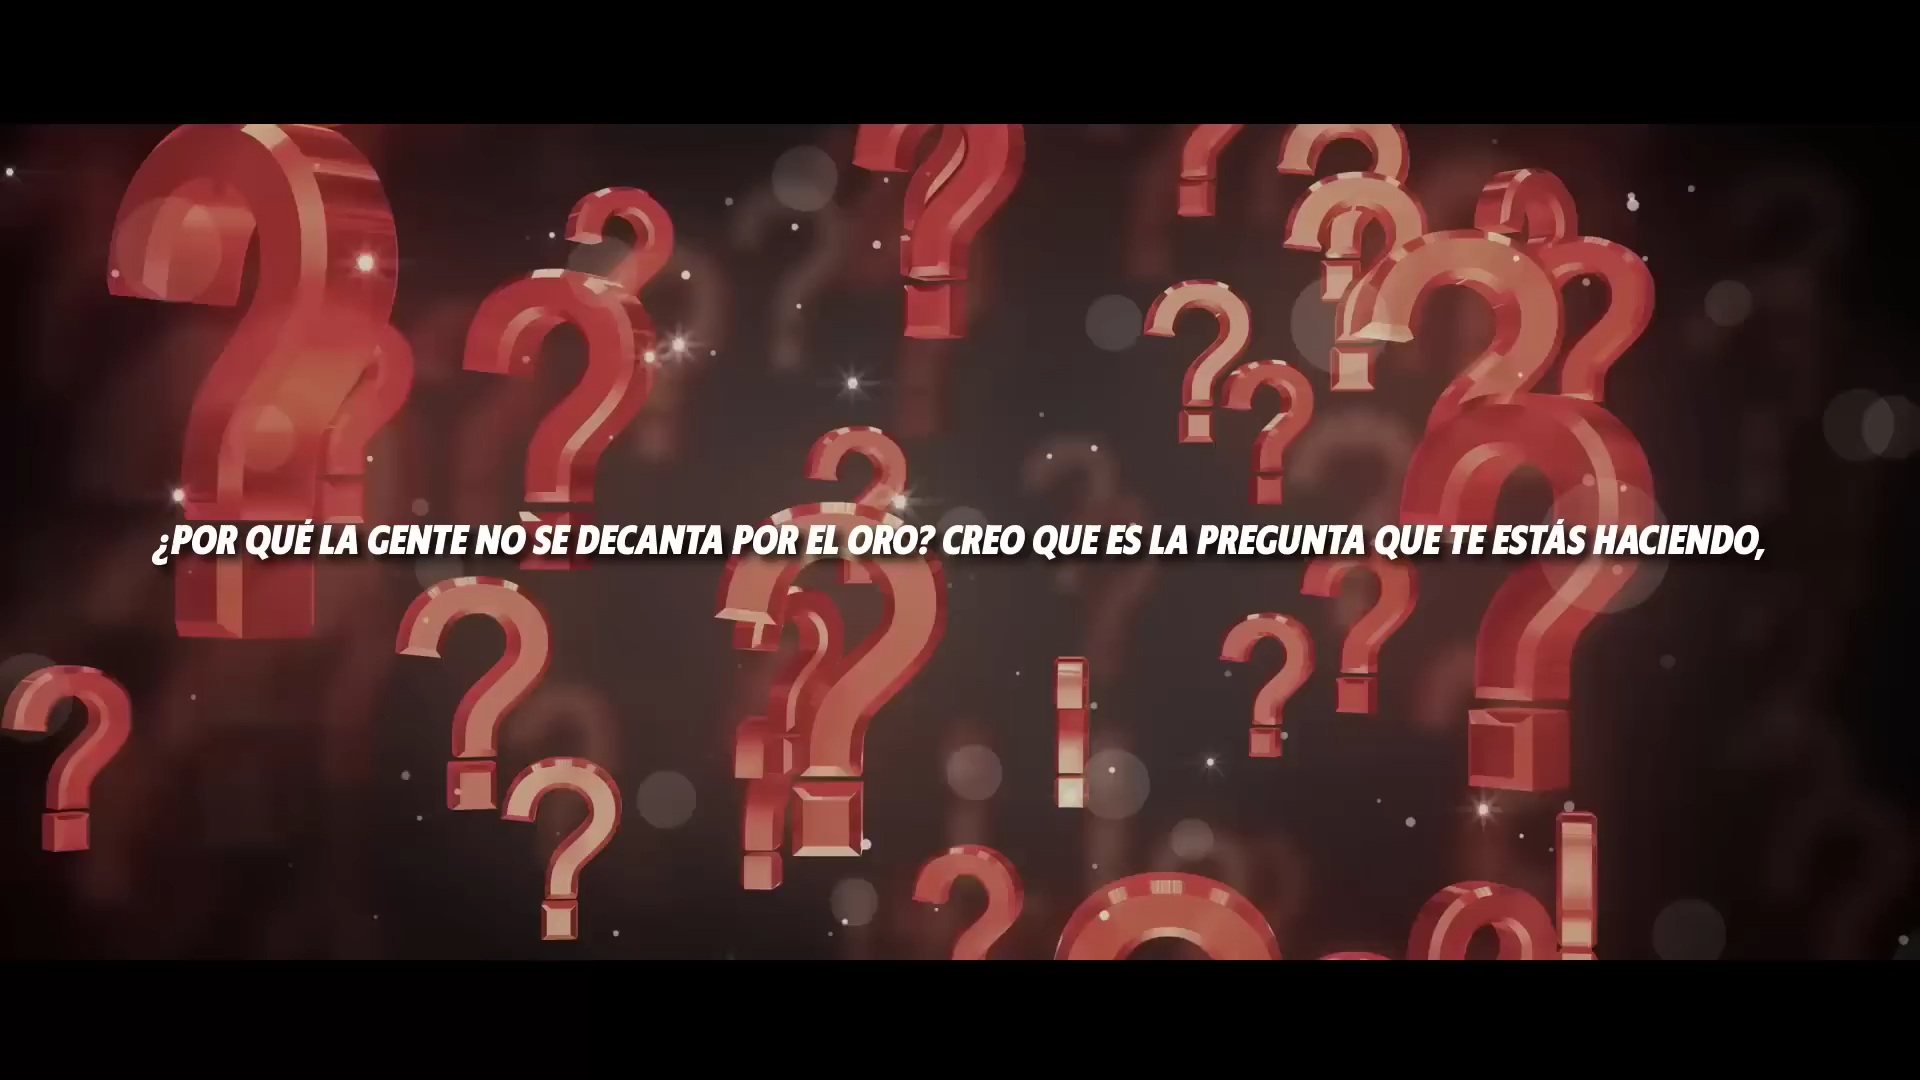 ¿POR QUÉ LA GENTE NO SE DECANTA POR EL ORO? CREO QUE ES LA PREGUNTA QUE TE ESTÁS HACIENDO,